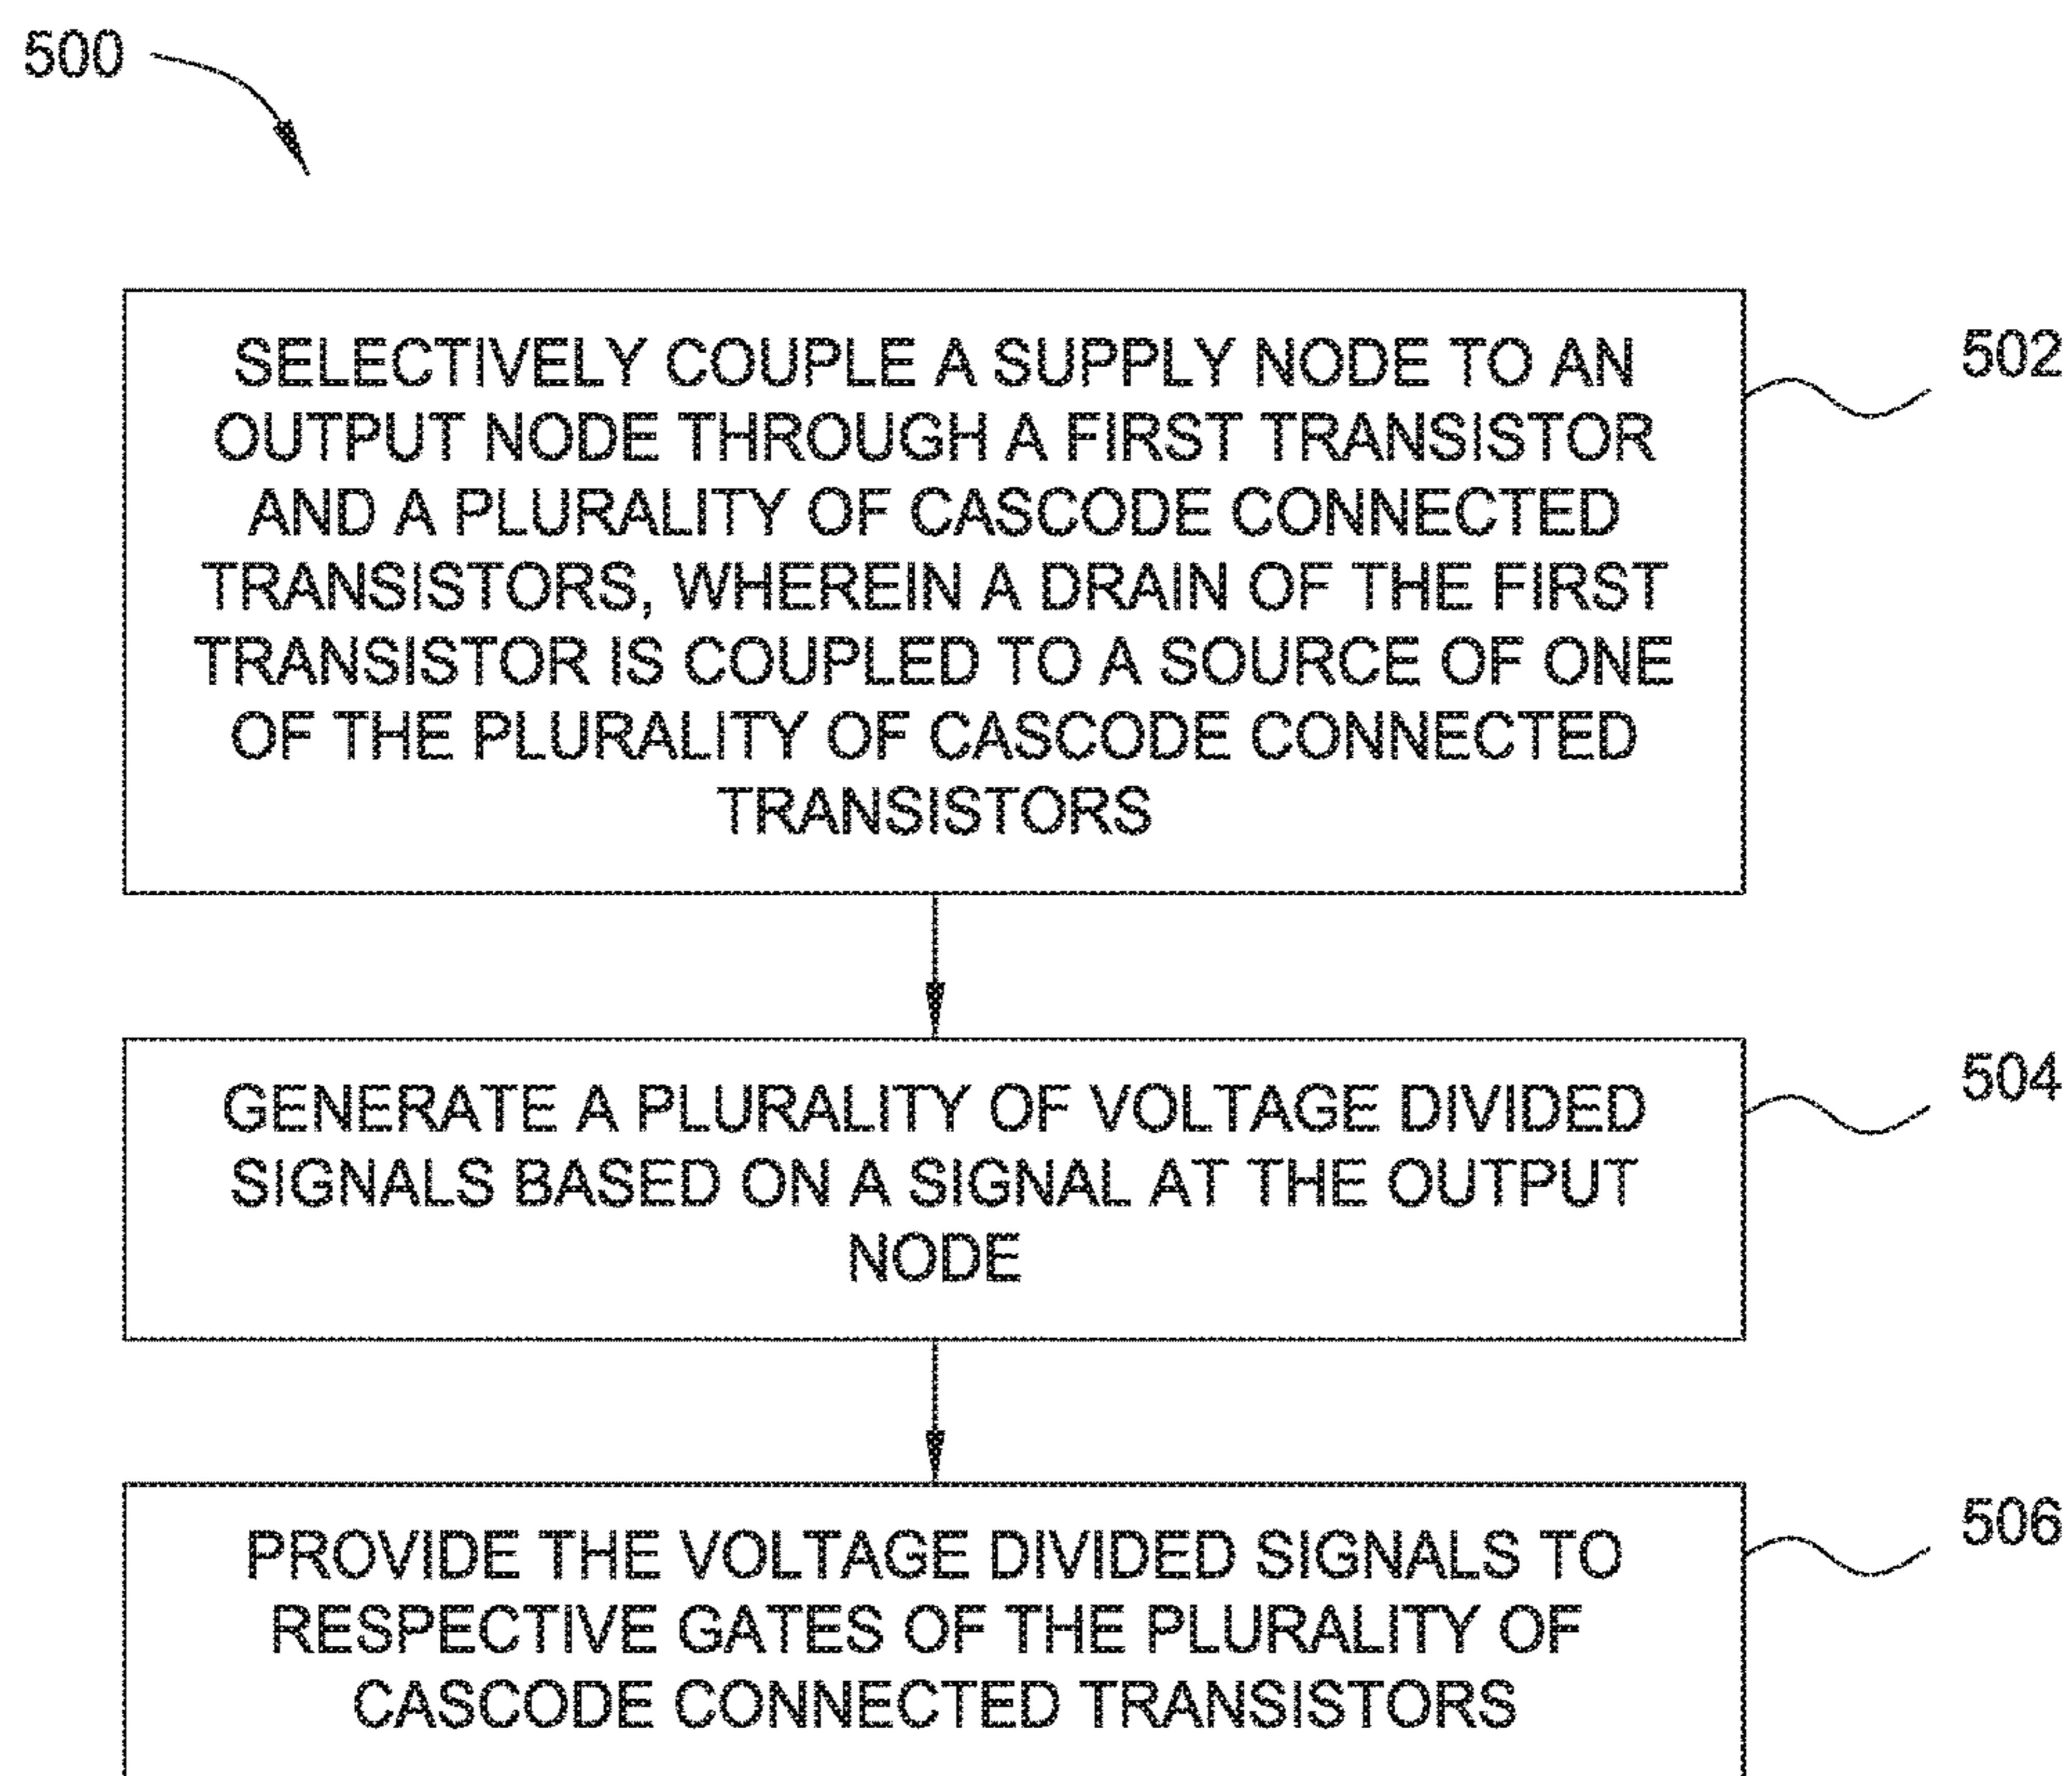 500
SELECTIVELY COUPLE A SUPPLY NODE TO AN
OUTPUT NODE THROUGH A FIRST TRANSISTOR
AND A PLURALITY OF CASCODE CONNECTED
TRANSISTORS, WHEREIN A DRAIN OF THE FIRST
TRANSISTOR IS COUPLED TO A SOURCE OF ONE
OF THE PLURALITY OF CASCODE CONNECTED
TRANSISTORS
502
GENERATE A PLURALITY OF VOLTAGE DIVIDED
SIGNALS BASED ON A SIGNAL AT THE OUTPUT
NODE
504
PROVIDE THE VOLTAGE DIVIDED SIGNALS TO
RESPECTIVE GATES OF THE PLURALITY OF
CASCODE CONNECTED TRANSISTORS
506